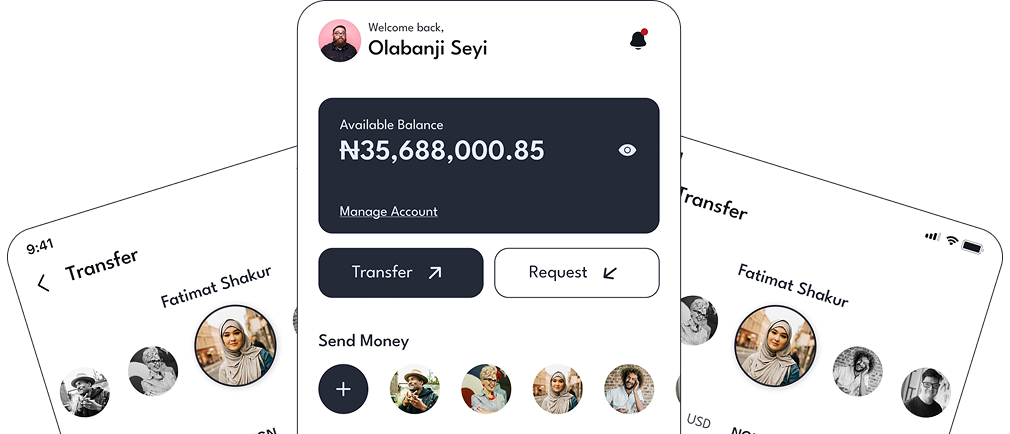 Welcome back,
Olabanji Seyi
Available Balance
₦35,688,000.85
Manage Account
Transfer
Request
Send Money
9:41
Transfer
Fatimat Shakur
Transfer
Fatimat Shakur
USD